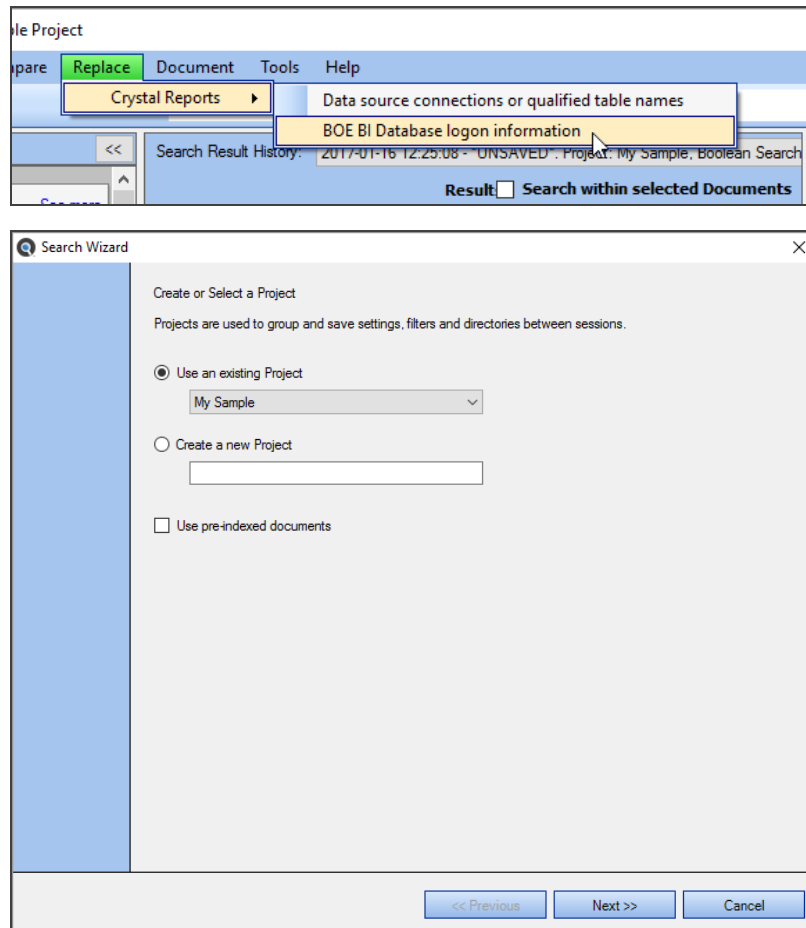 ple Project
pare Replace Document Tools Help
Crystal Reports Data source connections or qualified table names
BOE BI Database logon information
<< Search Result History: 2017-01-16 12:25:08 - *UNSAVED*. Project: My Sample, Boolean Search
Result: Search within selected Documents
See more
Search Wizard
Create or Select a Project
Projects are used to group and save settings, filters and directories between sessions.
Use an existing Project
My Sample
Create a new Project
Use pre-indexed documents
<< Previous Next >> Cancel